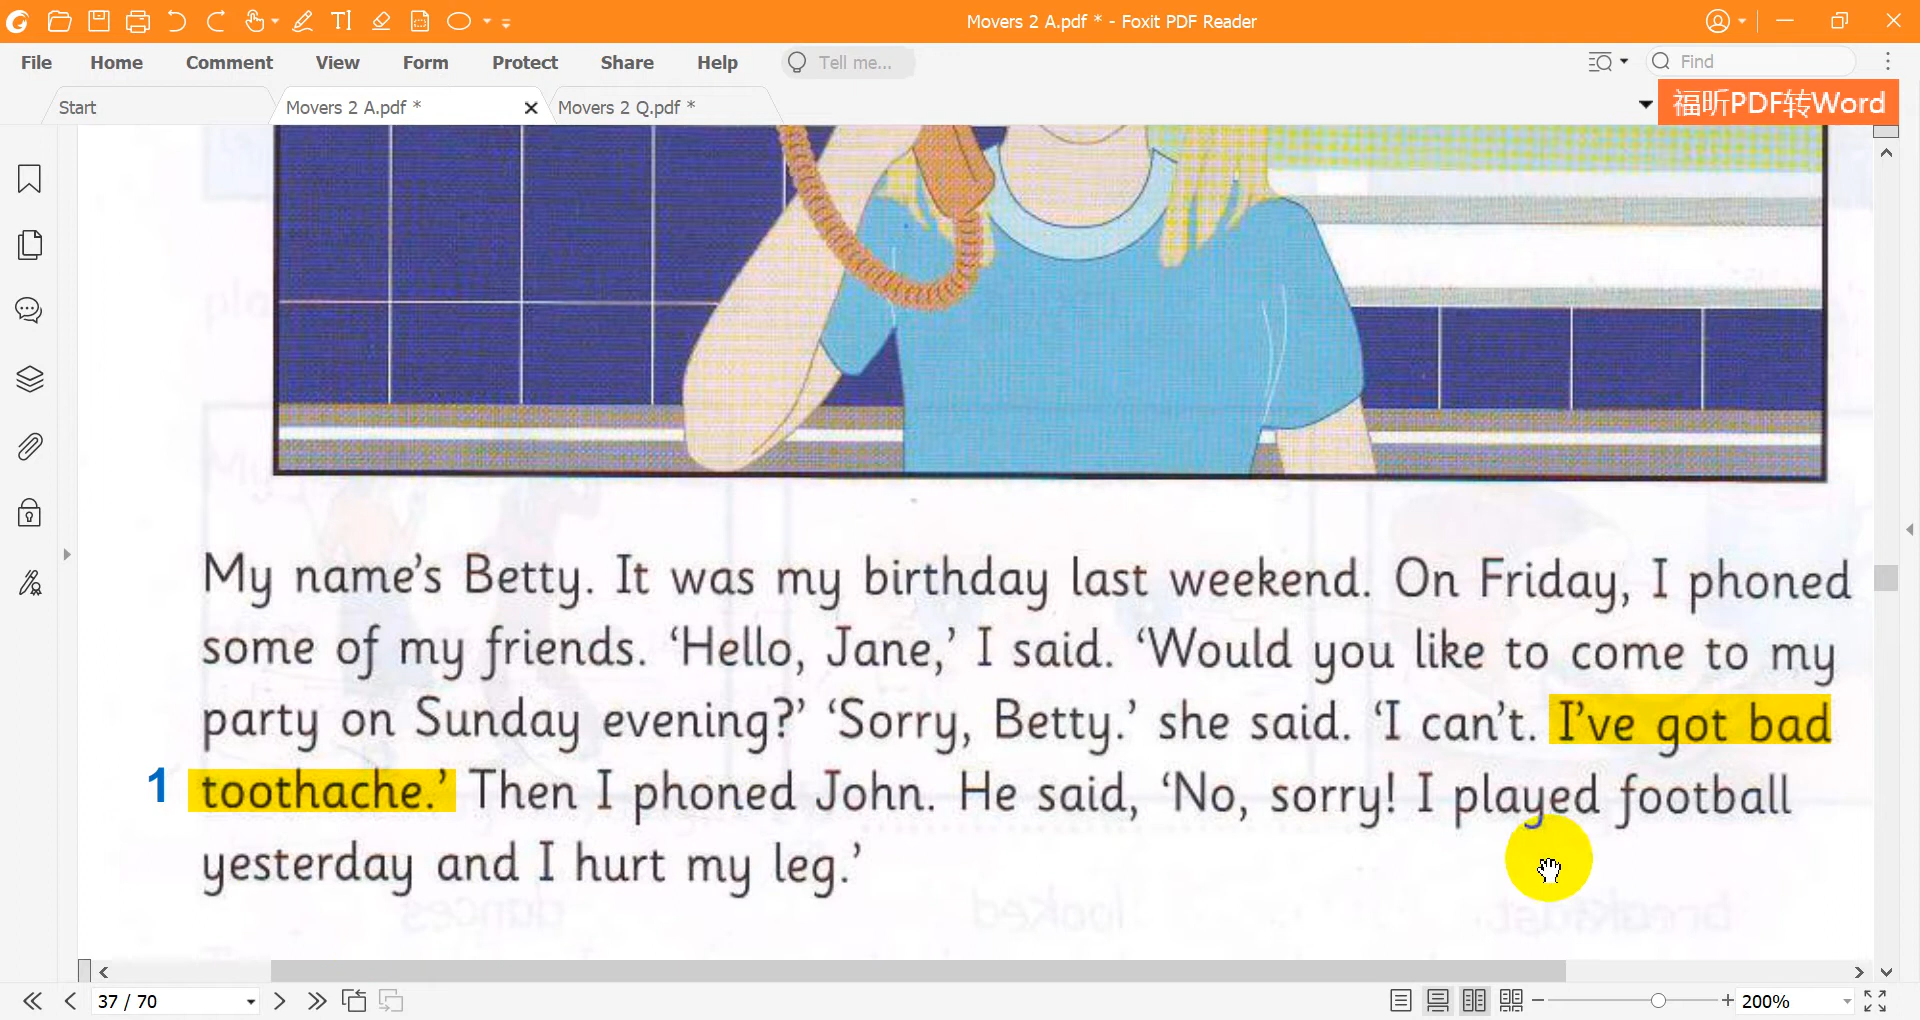 Movers 2 A.pdf * - Foxit PDF Reader
File Home Comment View Form Protect Share Help Tell me... Find
Start Movers 2 A.pdf * Movers 2 Q.pdf * 福昕PDF转Word
My name's Betty. It was my birthday last weekend. On Friday, I phoned
some of my friends. ‘Hello, Jane,’ I said. ‘Would you like to come to my
party on Sunday evening?’ ‘Sorry, Betty.’ she said. ‘I can’t. I’ve got bad
1 toothache.’ Then I phoned John. He said, ‘No, sorry! I played football
yesterday and I hurt my leg.’
breakfast looked dances
37 / 70 200%